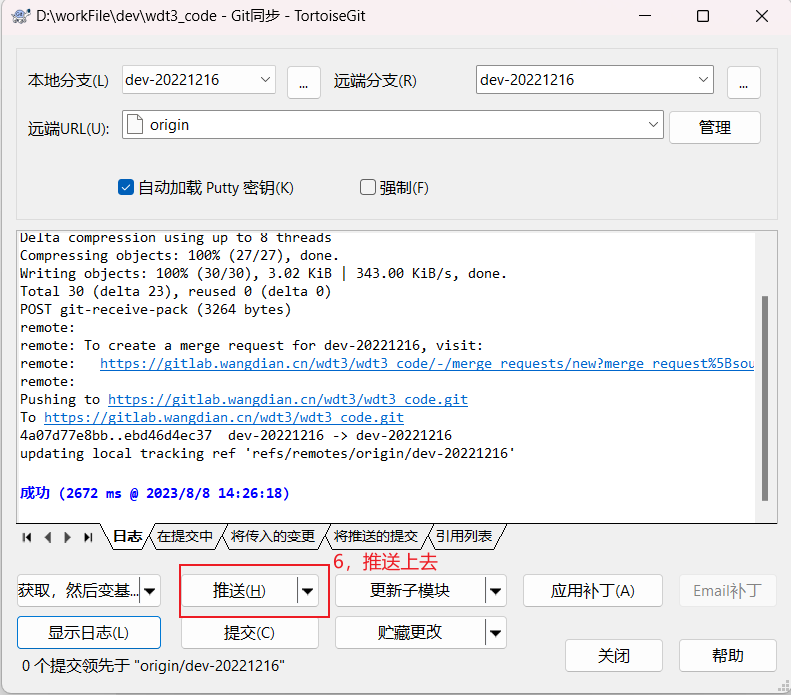 D:\workFile\dev\wdt3_code - Git同步 - TortoiseGit
本地分支(L) dev-20221216 ... 远端分支(R) dev-20221216 ...
远端URL(U): origin 管理
自动加载 Putty 密钥(K) 强制(F)
Delta compression using up to 8 threads
Compressing objects: 100% (27/27), done.
Writing objects: 100% (30/30), 3.02 KiB | 343.00 KiB/s, done.
Total 30 (delta 23), reused 0 (delta 0)
POST git-receive-pack (3264 bytes)
remote:
remote: To create a merge request for dev-20221216, visit:
remote:   https://gitlab.wangdian.cn/wdt3/wdt3_code/-/merge_requests/new?merge_request%5Bsou
remote:
Pushing to https://gitlab.wangdian.cn/wdt3/wdt3_code.git
To https://gitlab.wangdian.cn/wdt3/wdt3_code.git
4a07d77e8bb..ebd46d4ec37  dev-20221216 -> dev-20221216
updating local tracking ref 'refs/remotes/origin/dev-20221216'
成功 (2672 ms @ 2023/8/8 14:26:18)
日志 在提交中 将传入的变更 将推送的提交 引用列表
6，推送上去
获取，然后变基... 推送(H) 更新子模块 应用补丁(A) Email补丁
显示日志(L) 提交(C) 贮藏更改
关闭 帮助
0 个提交领先于 "origin/dev-20221216"